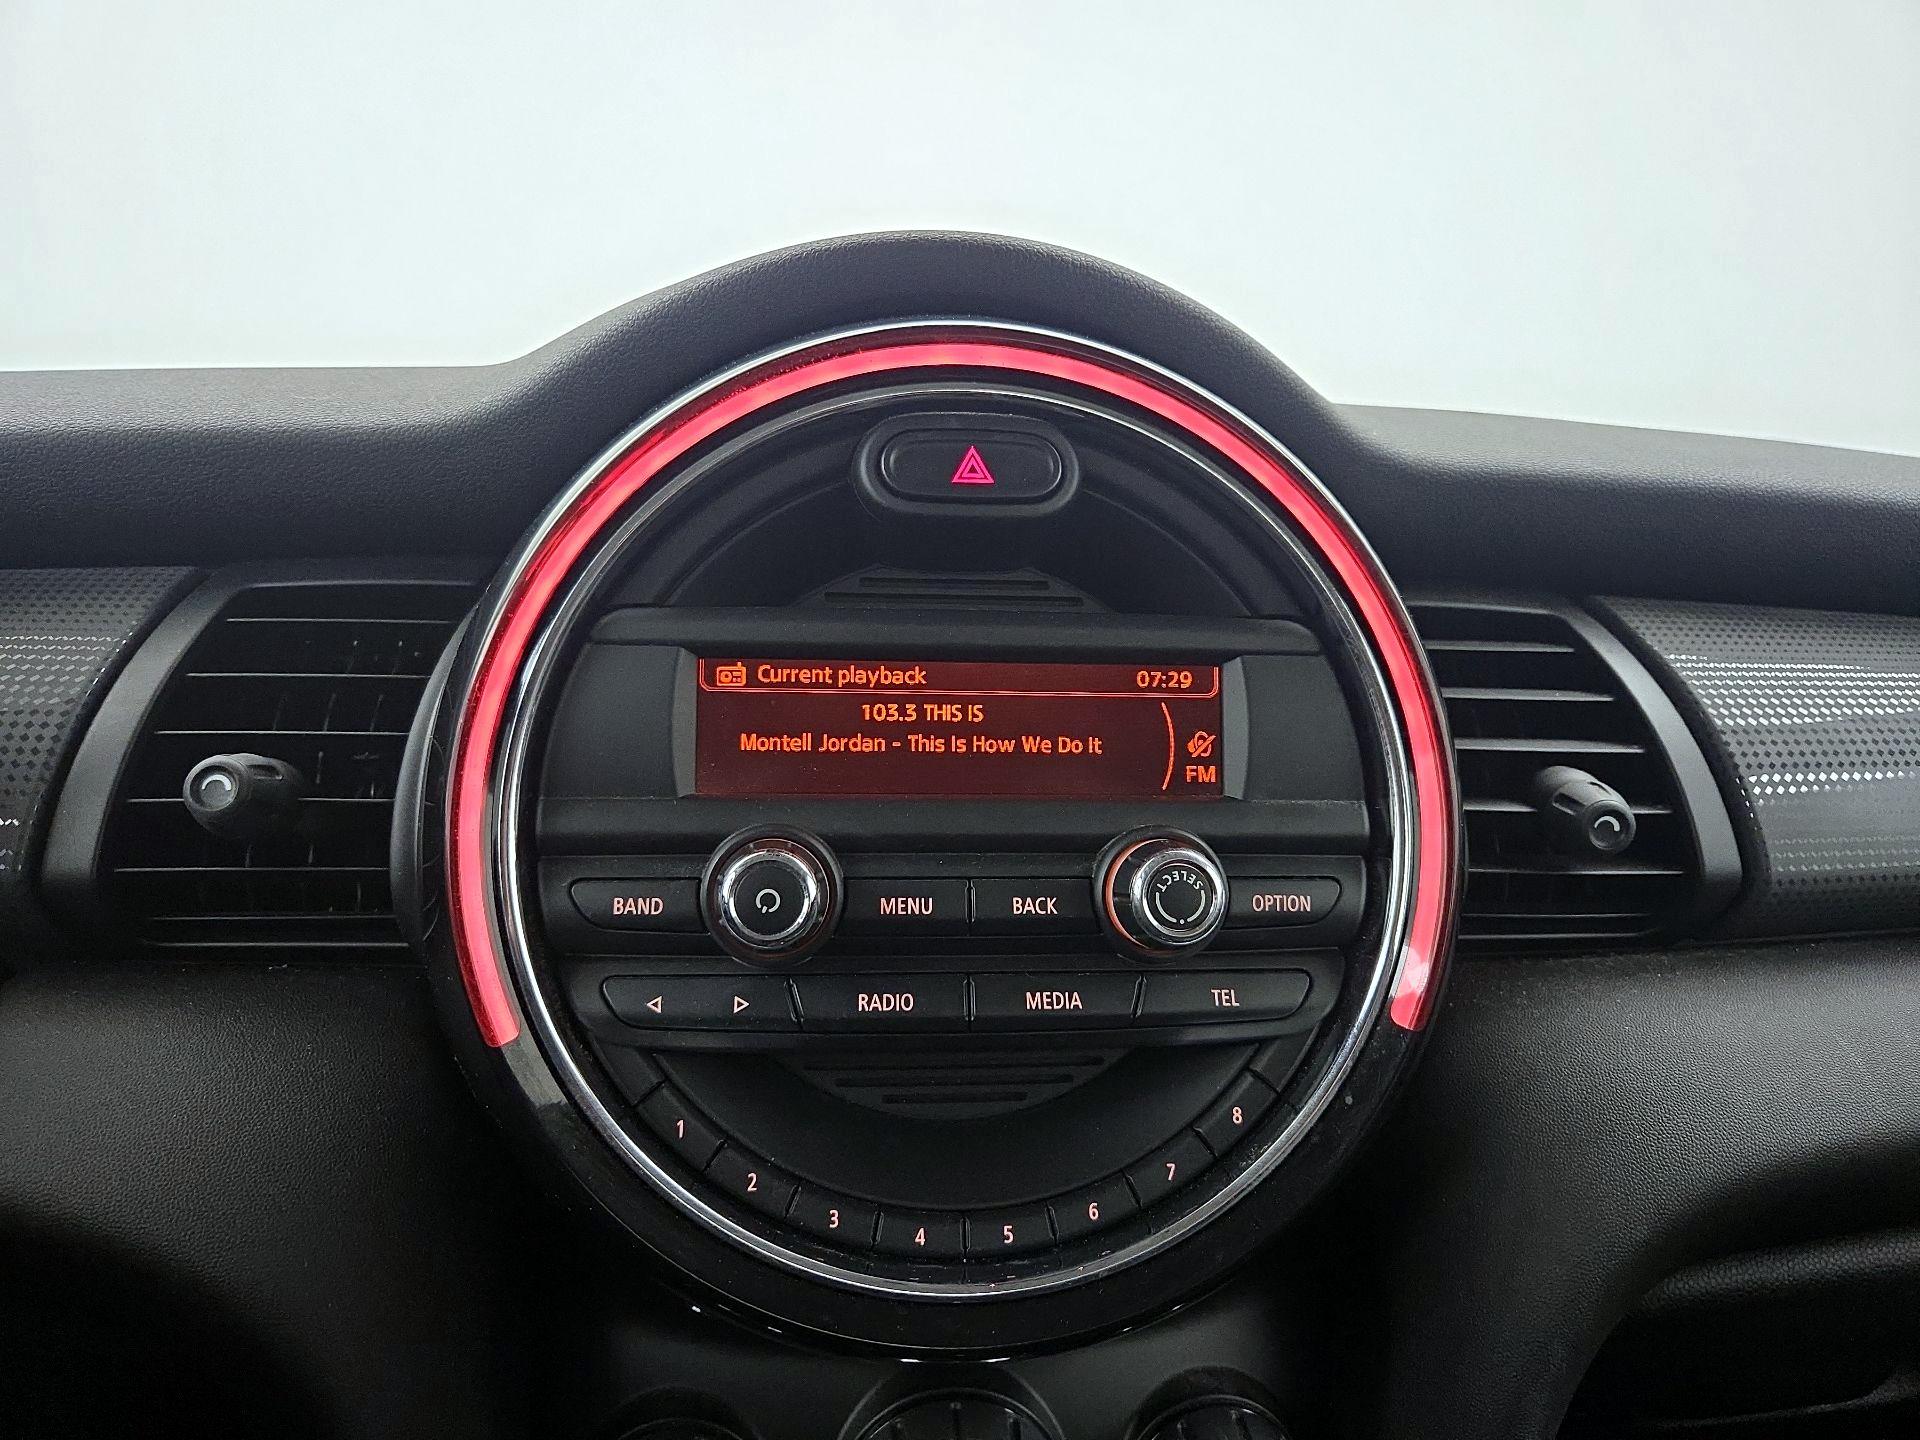 Current playback 07:29
103.3 THIS IS
Montell Jordan - This Is How We Do It
FM
BAND MENU BACK SELECT OPTION
RADIO MEDIA TEL
1 2 3 4 5 6 7 8